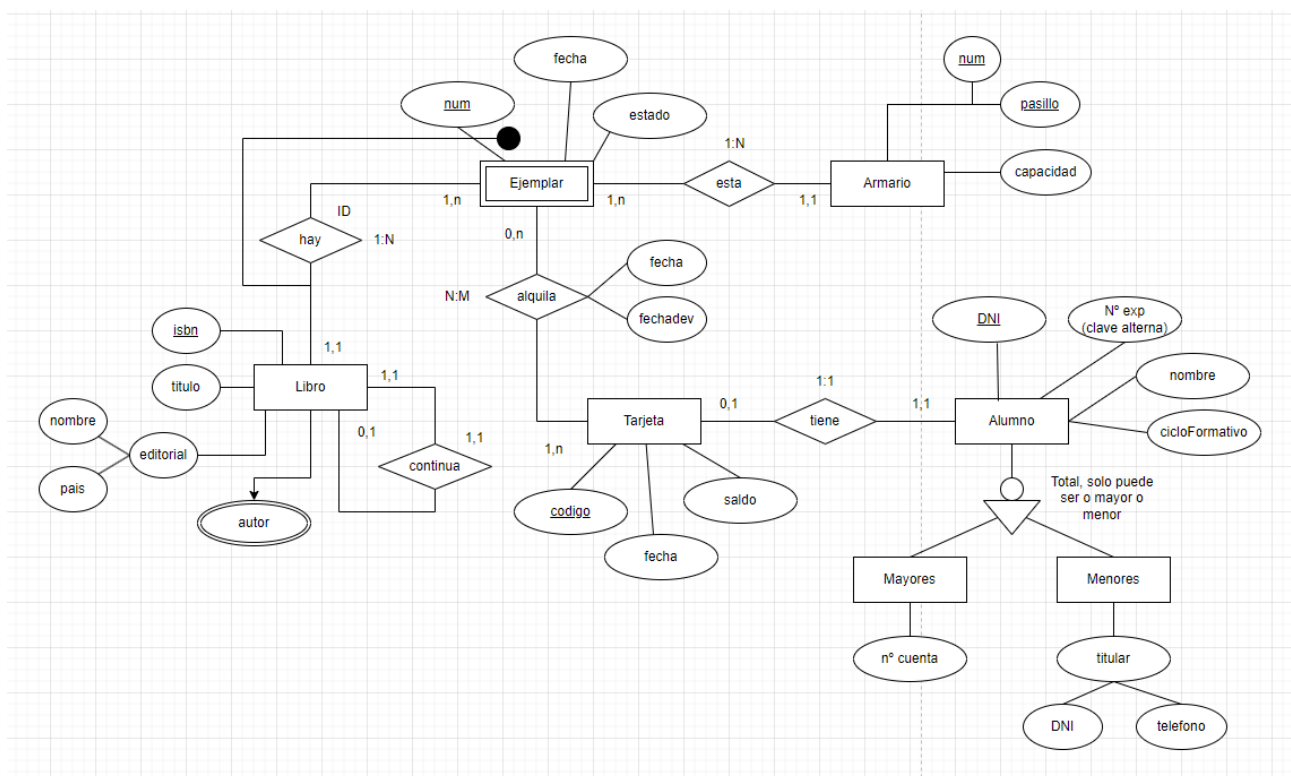 fecha
num
num
estado
pasillo
1:N
Ejemplar
esta
Armario
capacidad
1,n
1,n
1,1
ID
0,n
hay
1:N
fecha
N:M
alquila
fechadev
isbn
DNI
Nº exp
(clave alterna)
1,1
titulo
Libro
1,1
1:1
nombre
nombre
0,1
1,1
0,1
1,1
Tarjeta
tiene
Alumno
editorial
1,n
cicloFormativo
continua
pais
autor
codigo
saldo
fecha
Total, solo puede
ser o mayor o
menor
Mayores
Menores
nº cuenta
titular
DNI
telefono